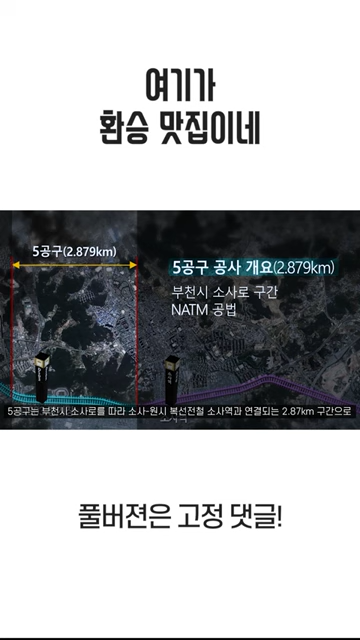 여기가
환승 맛집이네
5공구(2.879km)
5공구 공사 개요(2.879km)
부천시 소사로 구간
NATM 공법
5공구는 부천시 소사로를 따라 소사-원시 복선전철 소사역과 연결되는 2.87km 구간으로
풀버젼은 고정 댓글!